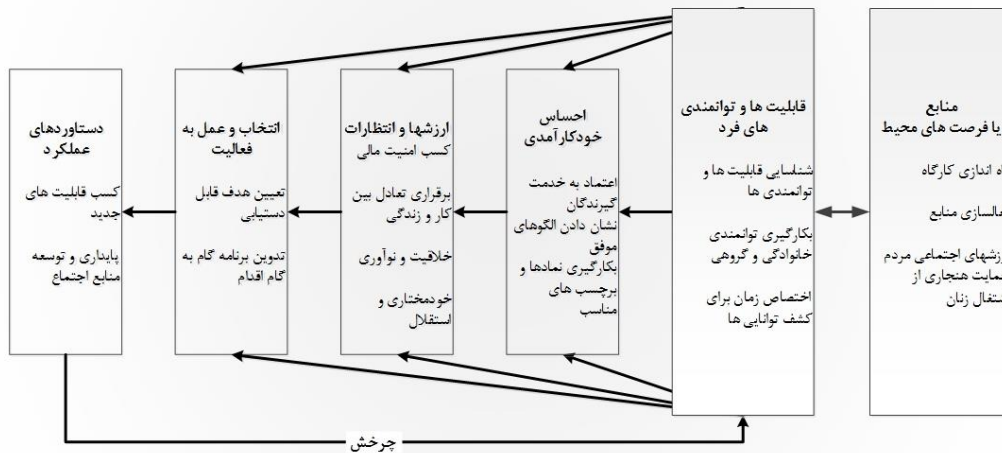 منابع
یا فرصت های محیط
اندازی کارگاه
منابع
اجتماعی مردم
هنجاری از
زنان
قابلیت ها و توانمندی
های فرد
شناسایی قابلیت ها و
توانمندی ها
بکارگیری توانمندی
خانوادگی و گروهی
اختصاص زمان برای
کشف توانایی ها
احساس
خودکارآمدی
اعتماد به خدمت
گیرندگان
نشان دادن الگوهای
موفق
بکارگیری نمادها و
برچسب های
مناسب
ارزشها و انتظارات
کسب امنیت مالی
برقراری تعادل بین
کار و زندگی
خلاقیت و نوآوری
خودمختاری و
استقلال
انتخاب و عمل به
فعالیت
تعیین هدف قابل
دستیابی
تدوین برنامه گام به
گام اقدام
دستاوردهای
عملکرد
کسب قابلیت های
جدید
پایداری و توسعه
منابع اجتماع
چرخش